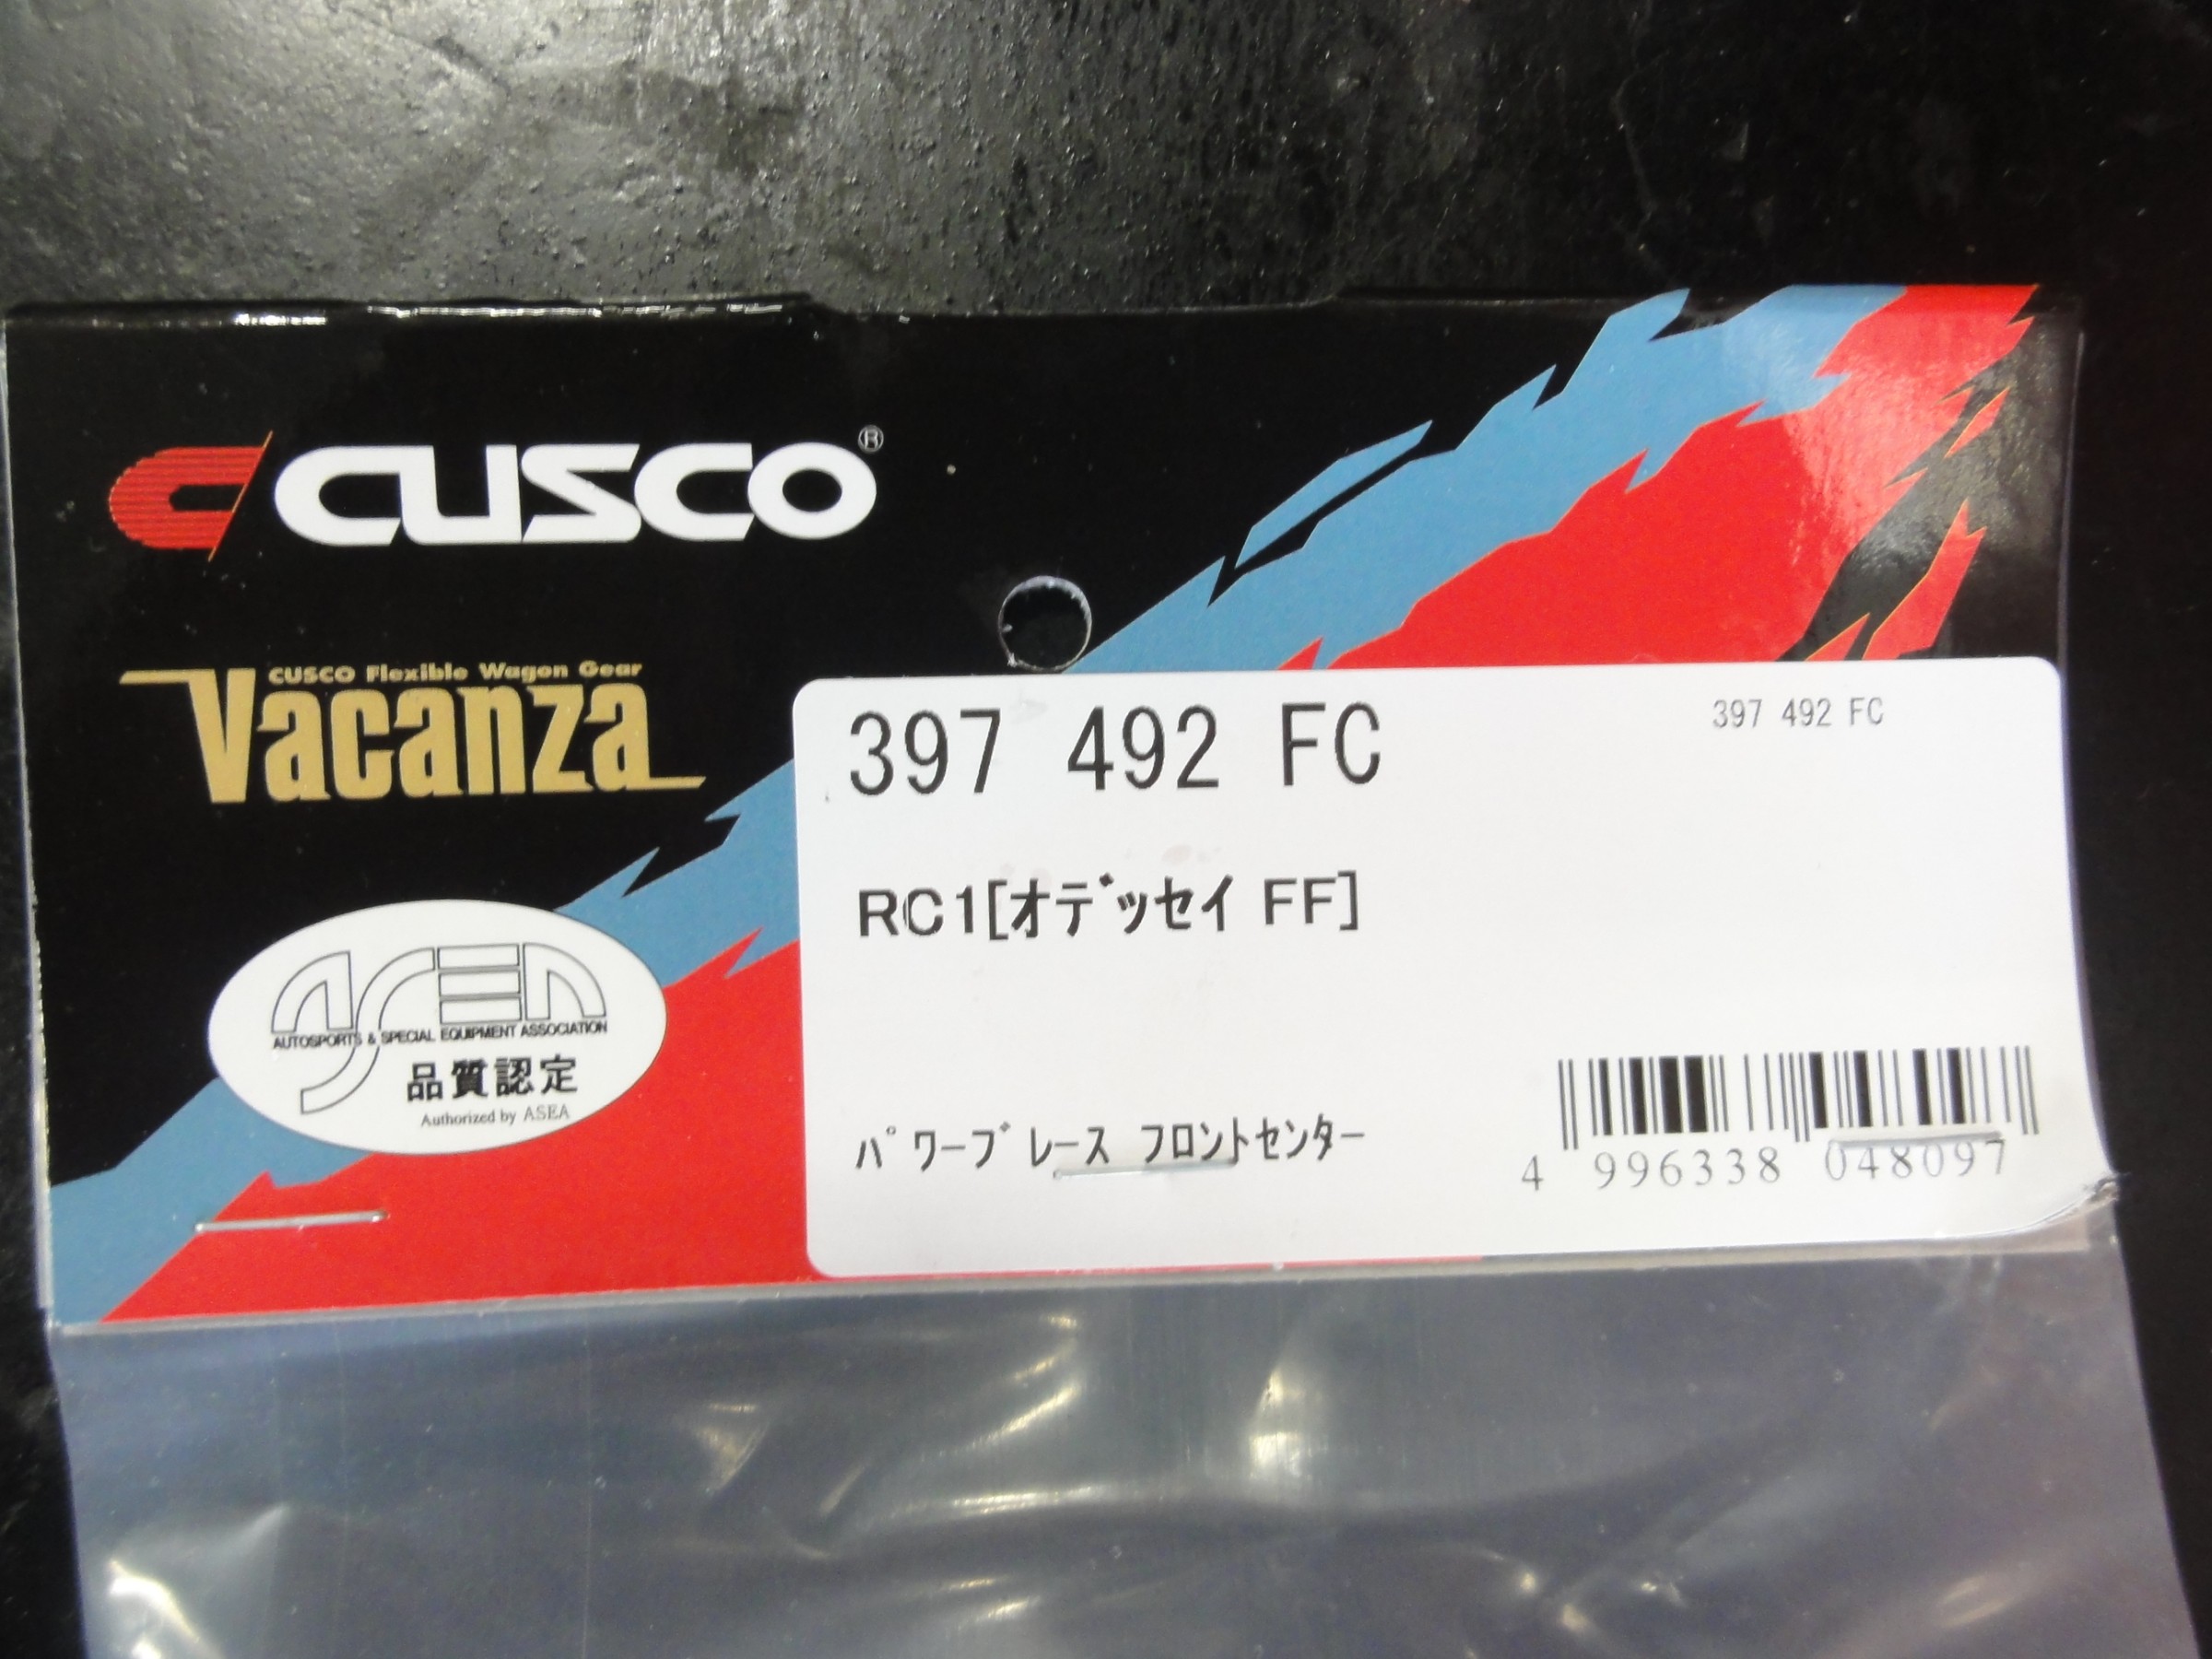 CUSCO®
CUSCO Flexible Wagon Gear
Vacanza
397 492 FC
397 492 FC
RC1[オデッセイ FF]
ASEA
AUTOSPORTS & SPECIAL EQUIPMENT ASSOCIATION
品質認定
Authorized by ASEA
パワーブレース フロントセンター
4 996338 048097